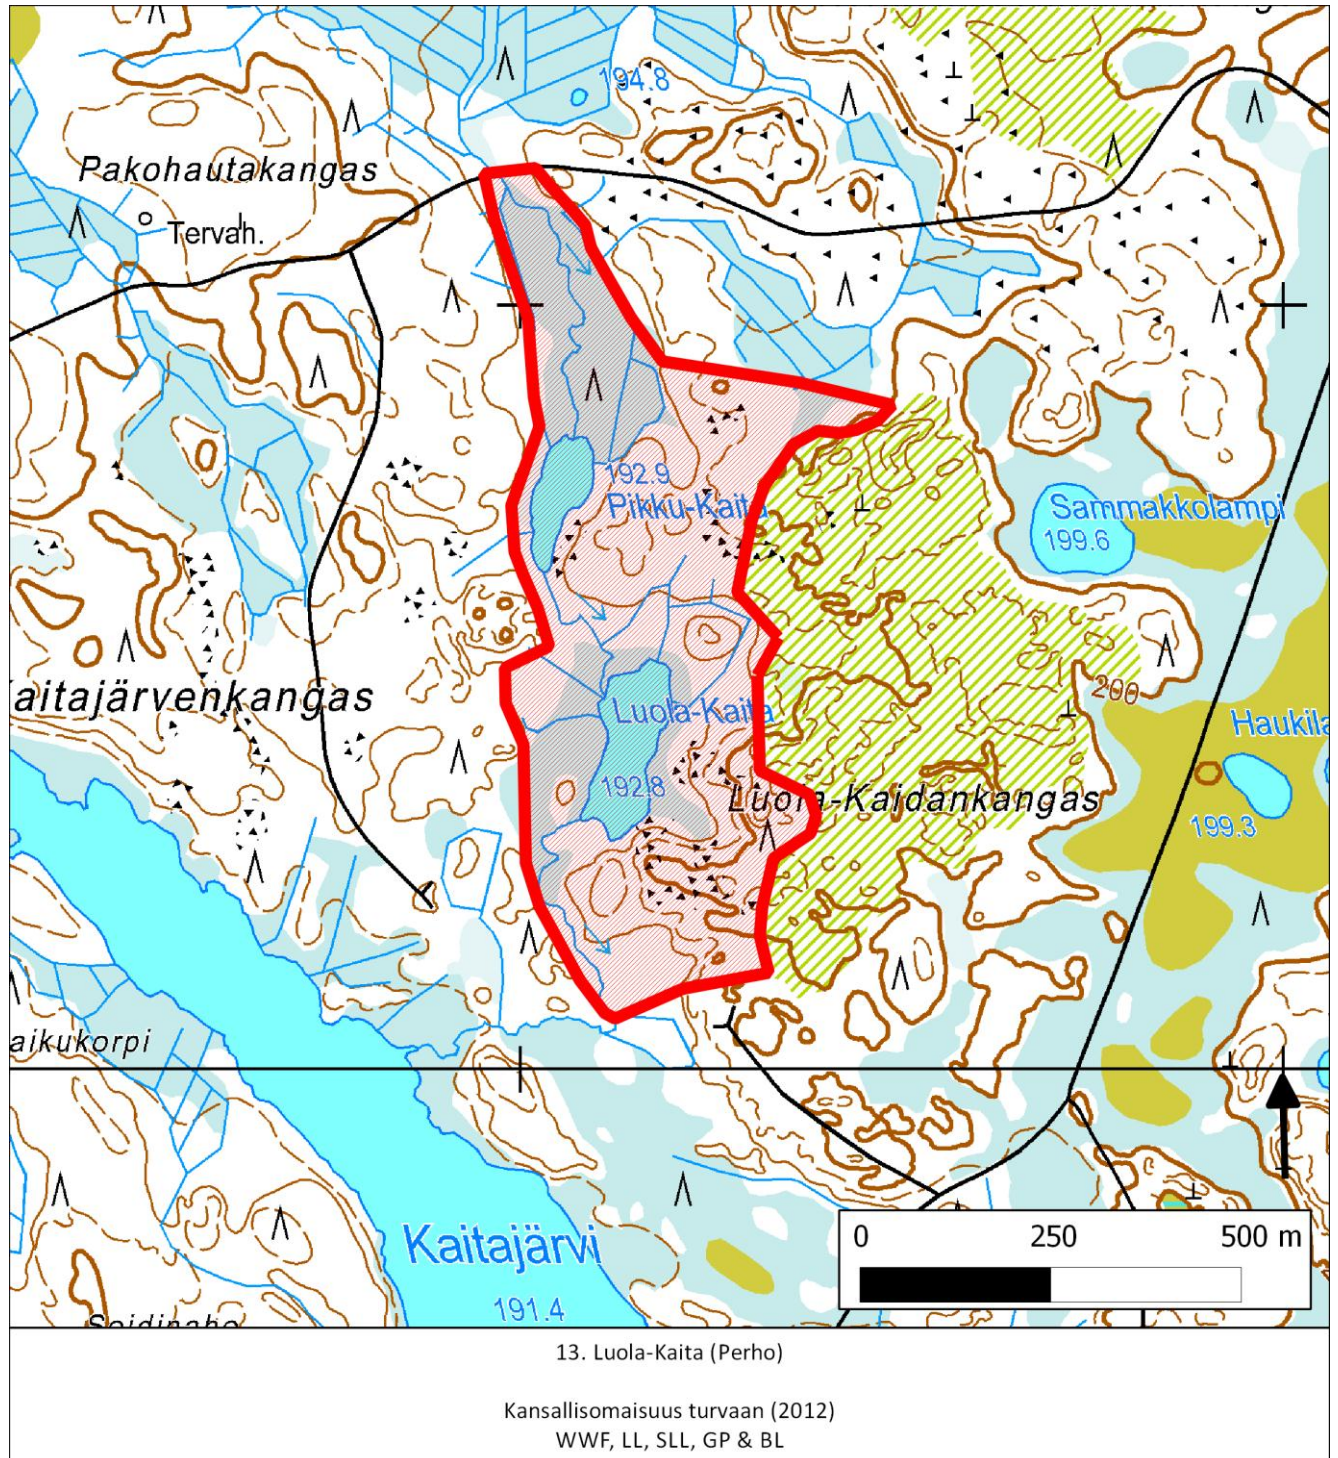 194.8
Pakohautakangas
Tervah.
192.9
Pikku-Kaita
Sammakkolampi
199.6
aitajärvenkangas
Luola-Kaita
200
Haukila
192.8
Luola-Kaidankangas
199.3
aikukorpi
Kaitajärvi
191.4
0 250 500 m
13. Luola-Kaita (Perho)
Kansallisomaisuus turvaan (2012)
WWF, LL, SLL, GP & BL